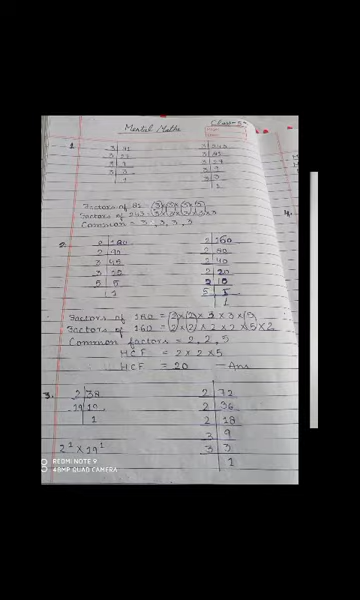 Mental Maths
Class-5
1.
3 | 81
3 | 27
3 | 9
3 | 3
1
3 | 243
3 | 81
3 | 27
3 | 9
3 | 3
1
Factors of 81 = 3×3×3×3
Factors of 243 = 3×3×3×3×3
Common = 3, 3, 3, 3
2.
2 | 180
2 | 90
3 | 45
3 | 15
5 | 5
1
2 | 160
2 | 80
2 | 40
2 | 20
2 | 10
5 | 5
1
Factors of 180 = 2×2×3×3×5
Factors of 160 = 2×2×2×2×5×2
Common factors = 2, 2, 5
HCF = 2×2×5
HCF = 20 — Ans
3.
2 | 38
19 | 19
1
2 | 72
2 | 36
2 | 18
3 | 9
3 | 3
1
2¹ × 19¹
4.
REDMI NOTE 9
48MP QUAD CAMERA